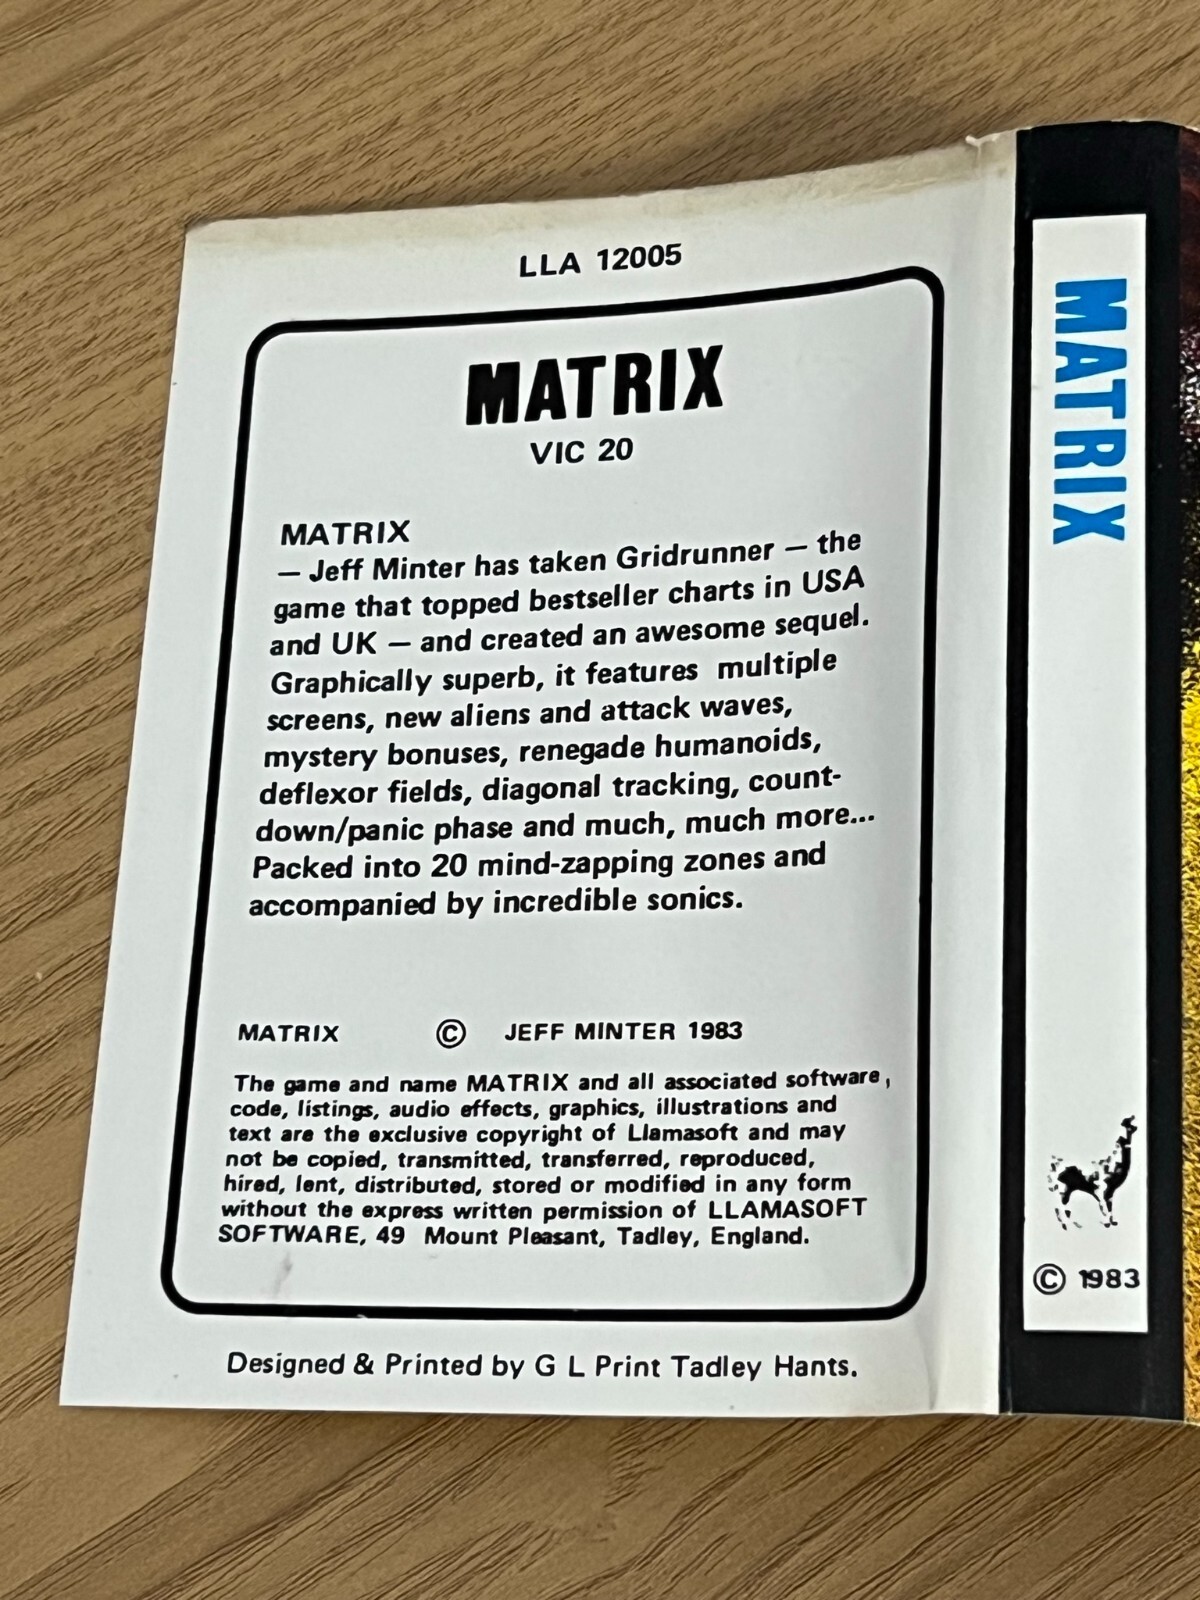 LLA 12005
MATRIX
VIC 20
MATRIX
— Jeff Minter has taken Gridrunner — the
game that topped bestseller charts in USA
and UK — and created an awesome sequel.
Graphically superb, it features multiple
screens, new aliens and attack waves,
mystery bonuses, renegade humanoids,
deflexor fields, diagonal tracking, count-
down/panic phase and much, much more...
Packed into 20 mind-zapping zones and
accompanied by incredible sonics.
MATRIX © JEFF MINTER 1983
The game and name MATRIX and all associated software,
code, listings, audio effects, graphics, illustrations and
text are the exclusive copyright of Llamasoft and may
not be copied, transmitted, transferred, reproduced,
hired, lent, distributed, stored or modified in any form
without the express written permission of LLAMASOFT
SOFTWARE, 49 Mount Pleasant, Tadley, England.
Designed & Printed by G L Print Tadley Hants.
MATRIX
© 1983